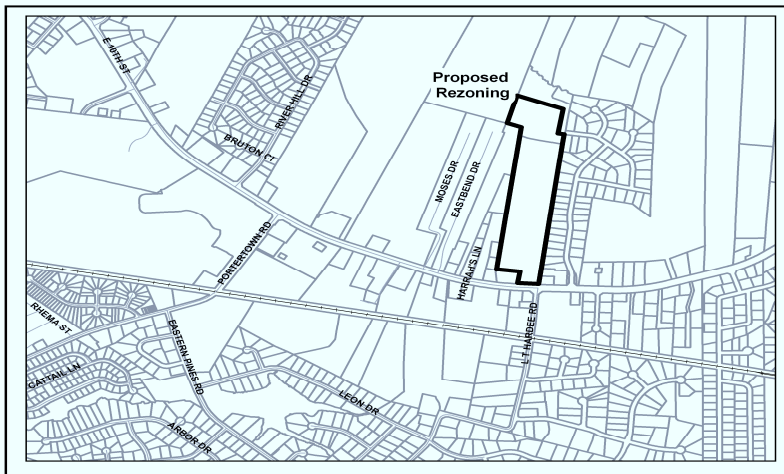 E 10TH ST
RIVER HILL DR
BRUTON CT
Proposed
Rezoning
MOSES DR
EASTBEND DR
PORTERTOWN RD
HARRAH'S LN
RHEMA ST
EASTERN PINES RD
L T HARDEE RD
CATTAIL LN
LEON DR
ARBOR DR